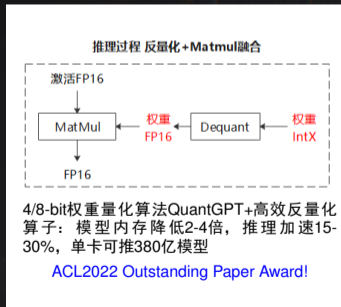 推理过程 反量化+Matmul融合
激活FP16
MatMul
权重
FP16
Dequant
权重
IntX
FP16
4/8-bit权重量化算法QuantGPT+高效反量化
算子：模型内存降低2-4倍，推理加速15-
30%，单卡可推380亿模型
ACL2022 Outstanding Paper Award!